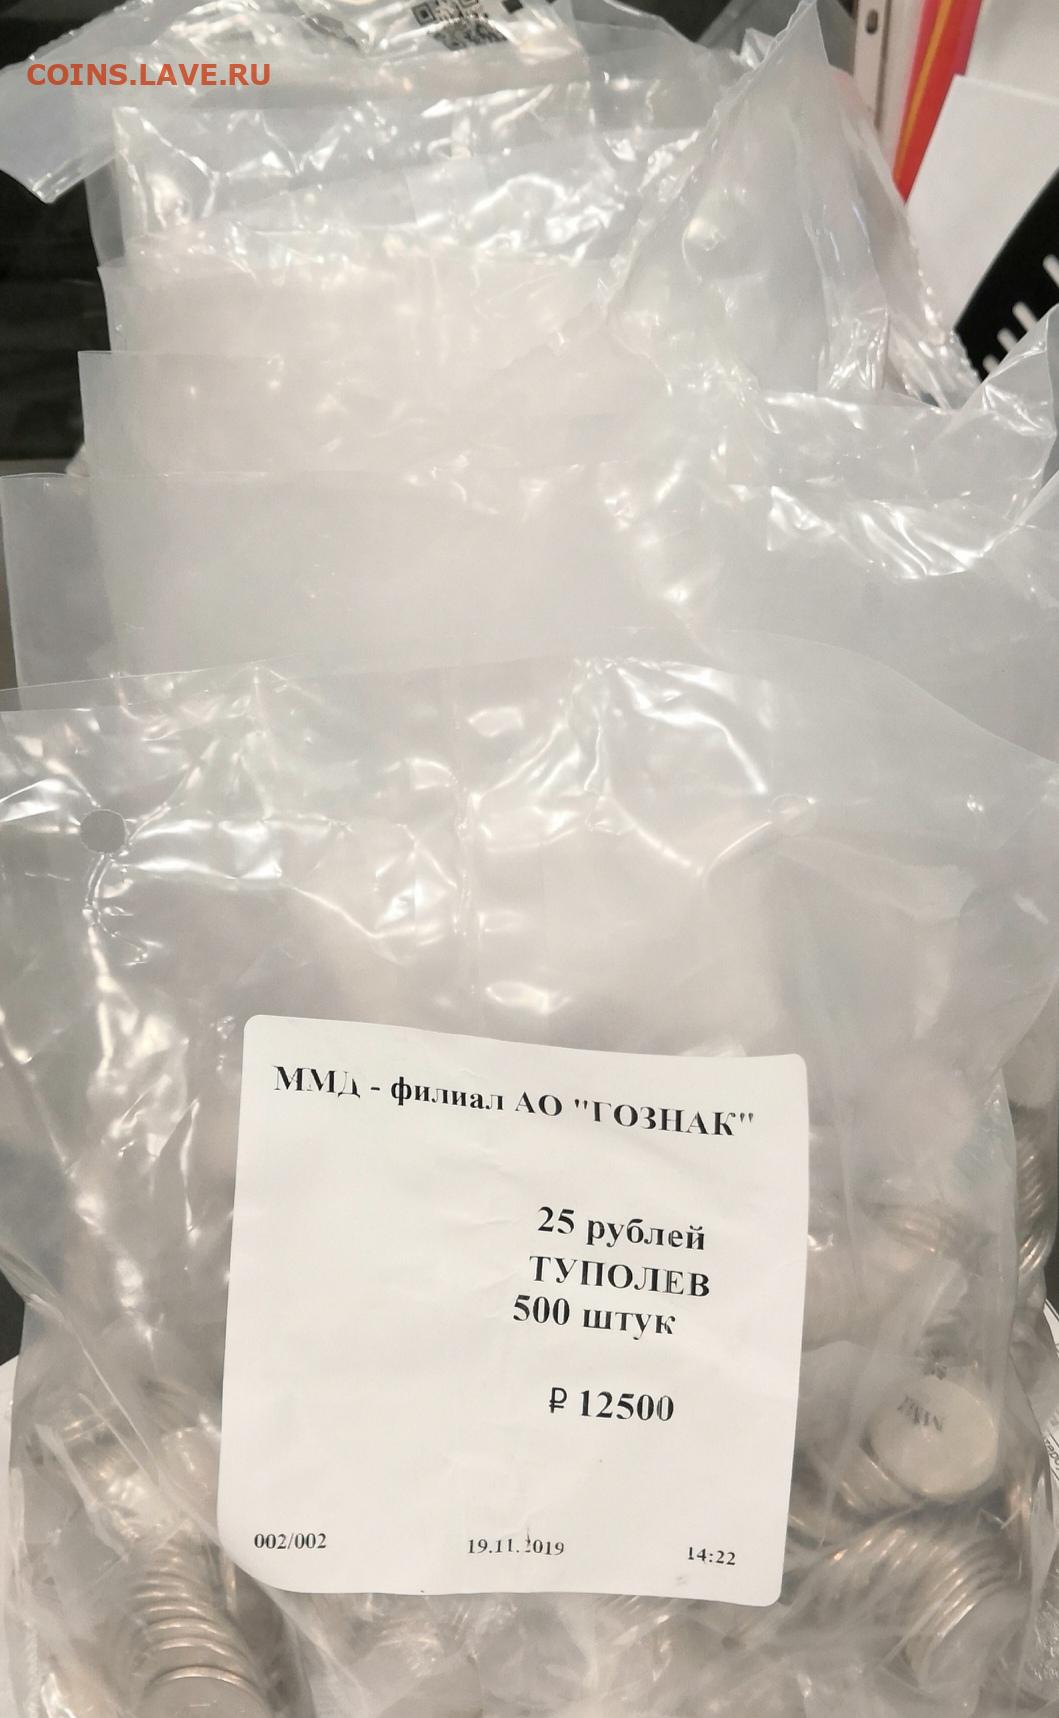 COINS.LAVE.RU
ММД - филиал АО "ГОЗНАК"
25 рублей
ТУПОЛЕВ
500 штук
₽ 12500
002/002 19.11.2019 14:22